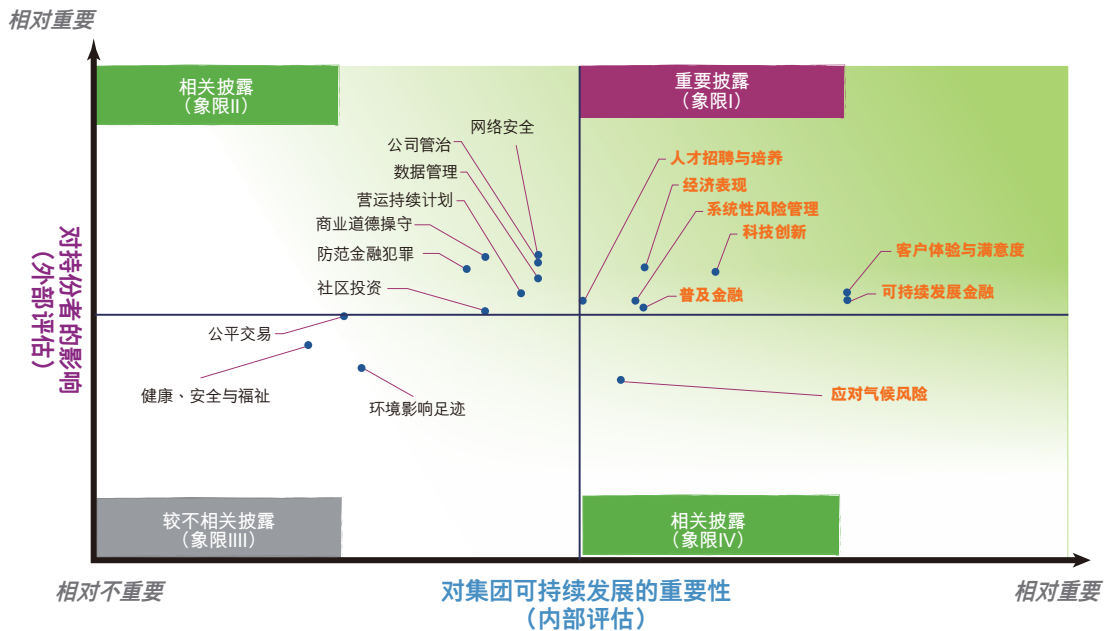 相对重要
相关披露
（象限II）
重要披露
（象限I）
网络安全
公司管治
数据管理
营运持续计划
商业道德操守
防范金融犯罪
社区投资
人才招聘与培养
经济表现
系统性风险管理
科技创新
客户体验与满意度
普及金融
可持续发展金融
对持份者的影响
（外部评估）
公平交易
健康、安全与福祉
环境影响足迹
应对气候风险
较不相关披露
（象限IIII）
相关披露
（象限IV）
相对不重要
对集团可持续发展的重要性
（内部评估）
相对重要